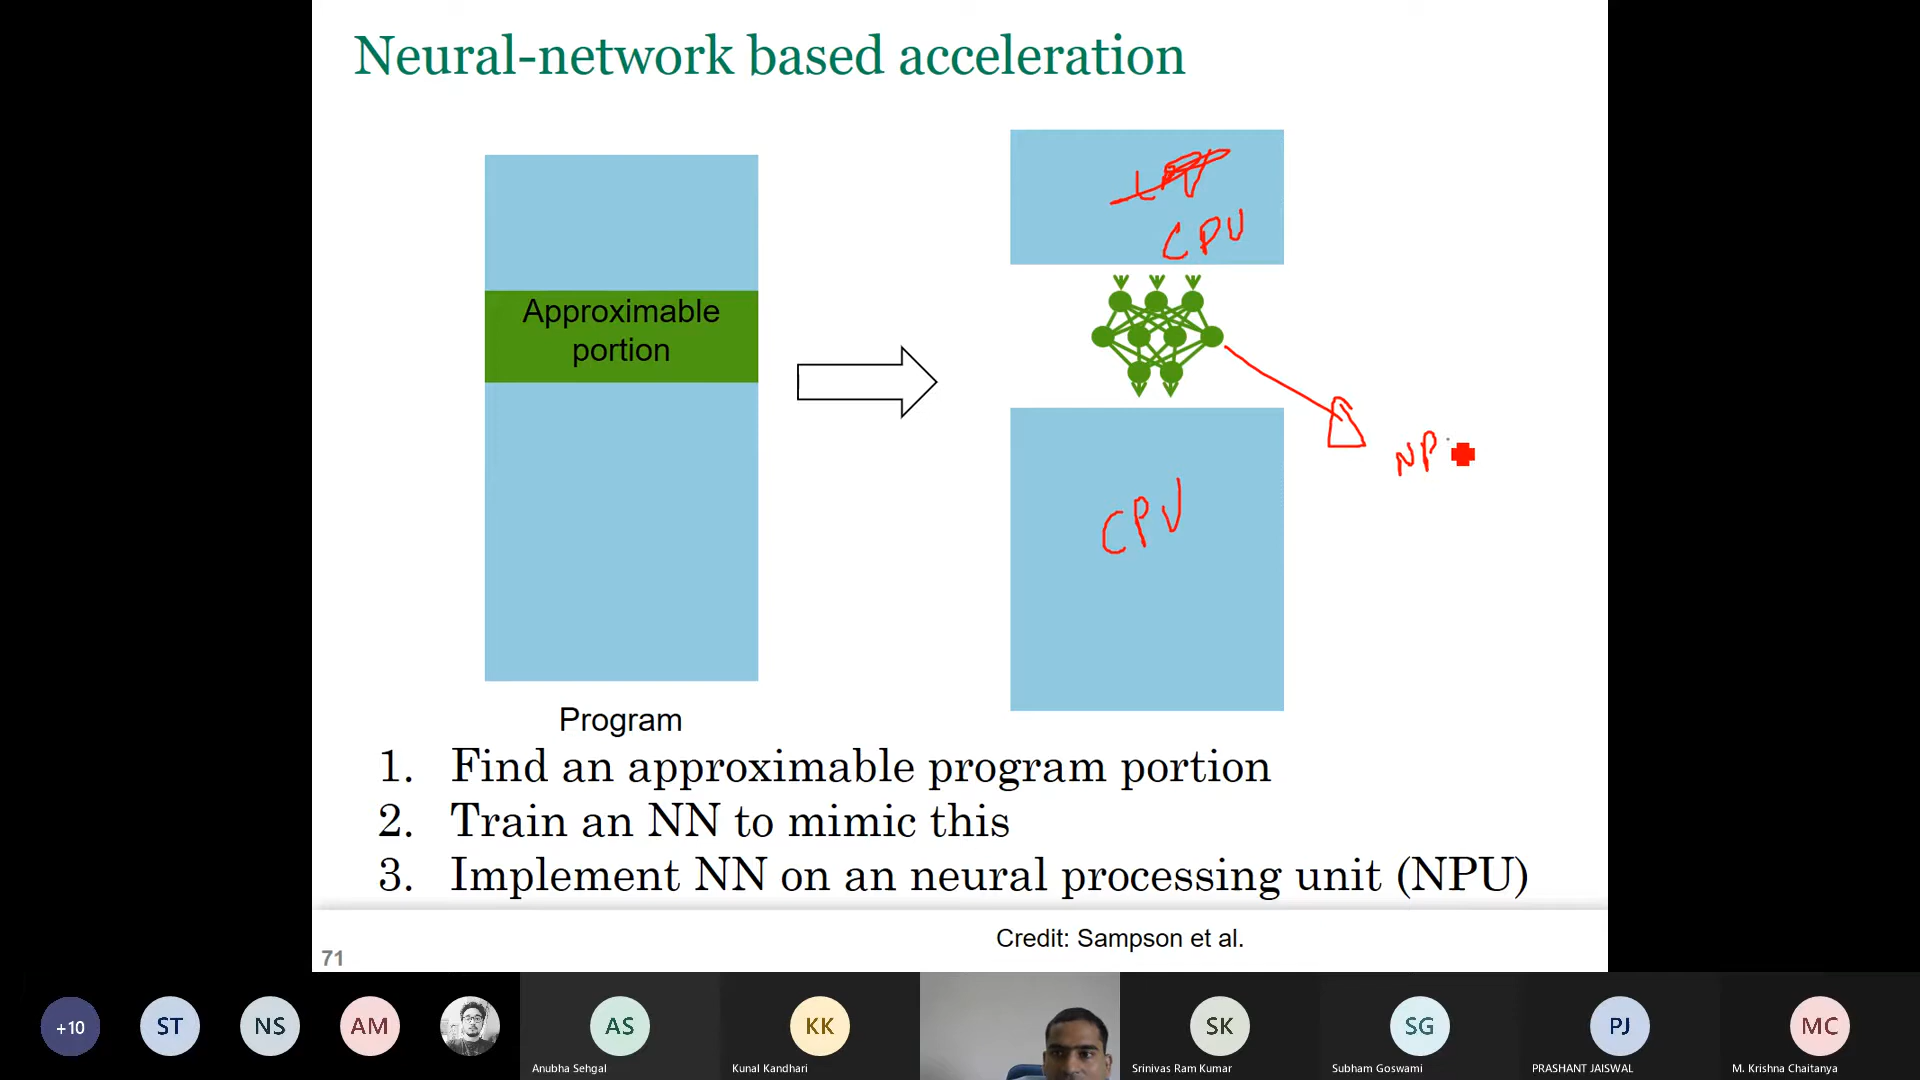 Neural-network based acceleration
Approximable
portion
CPU
CPU
NP
Program
1. Find an approximable program portion
2. Train an NN to mimic this
3. Implement NN on an neural processing unit (NPU)
Credit: Sampson et al.
71
+10
ST
NS
AM
AS
KK
SK
SG
PJ
MC
Anubha Sehgal
Kunal Kandhari
Srinivas Ram Kumar
Subham Goswami
PRASHANT JAISWAL
M. Krishna Chaitanya